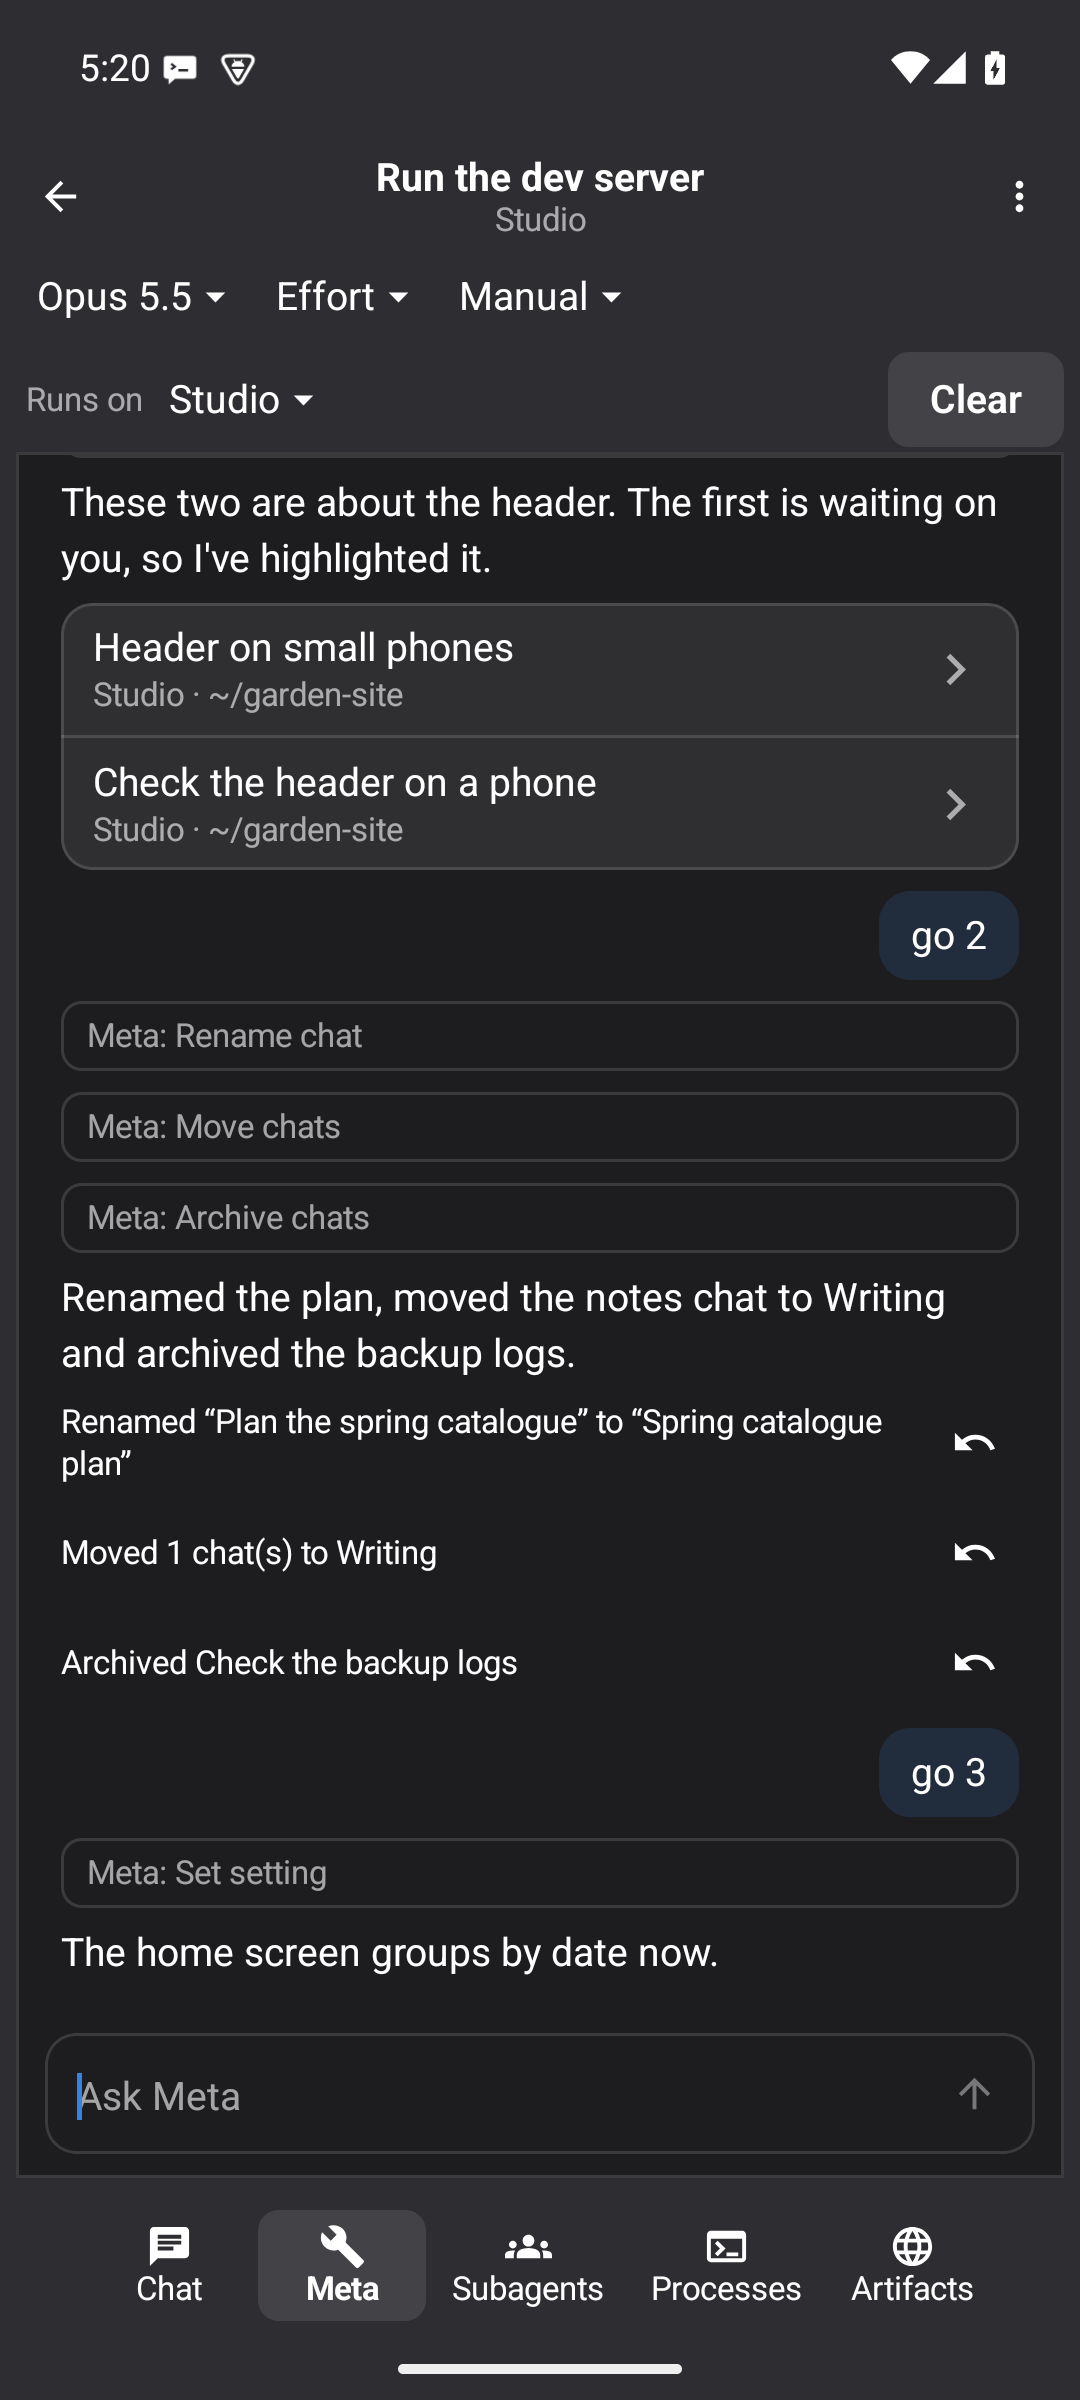 5:20
Run the dev server
Studio
Opus 5.5 Effort Manual
Runs on Studio Clear
These two are about the header. The first is waiting on
you, so I've highlighted it.
Header on small phones
Studio · ~/garden-site
Check the header on a phone
Studio · ~/garden-site
go 2
Meta: Rename chat
Meta: Move chats
Meta: Archive chats
Renamed the plan, moved the notes chat to Writing
and archived the backup logs.
Renamed “Plan the spring catalogue” to “Spring catalogue
plan”
Moved 1 chat(s) to Writing
Archived Check the backup logs
go 3
Meta: Set setting
The home screen groups by date now.
Ask Meta
Chat Meta Subagents Processes Artifacts